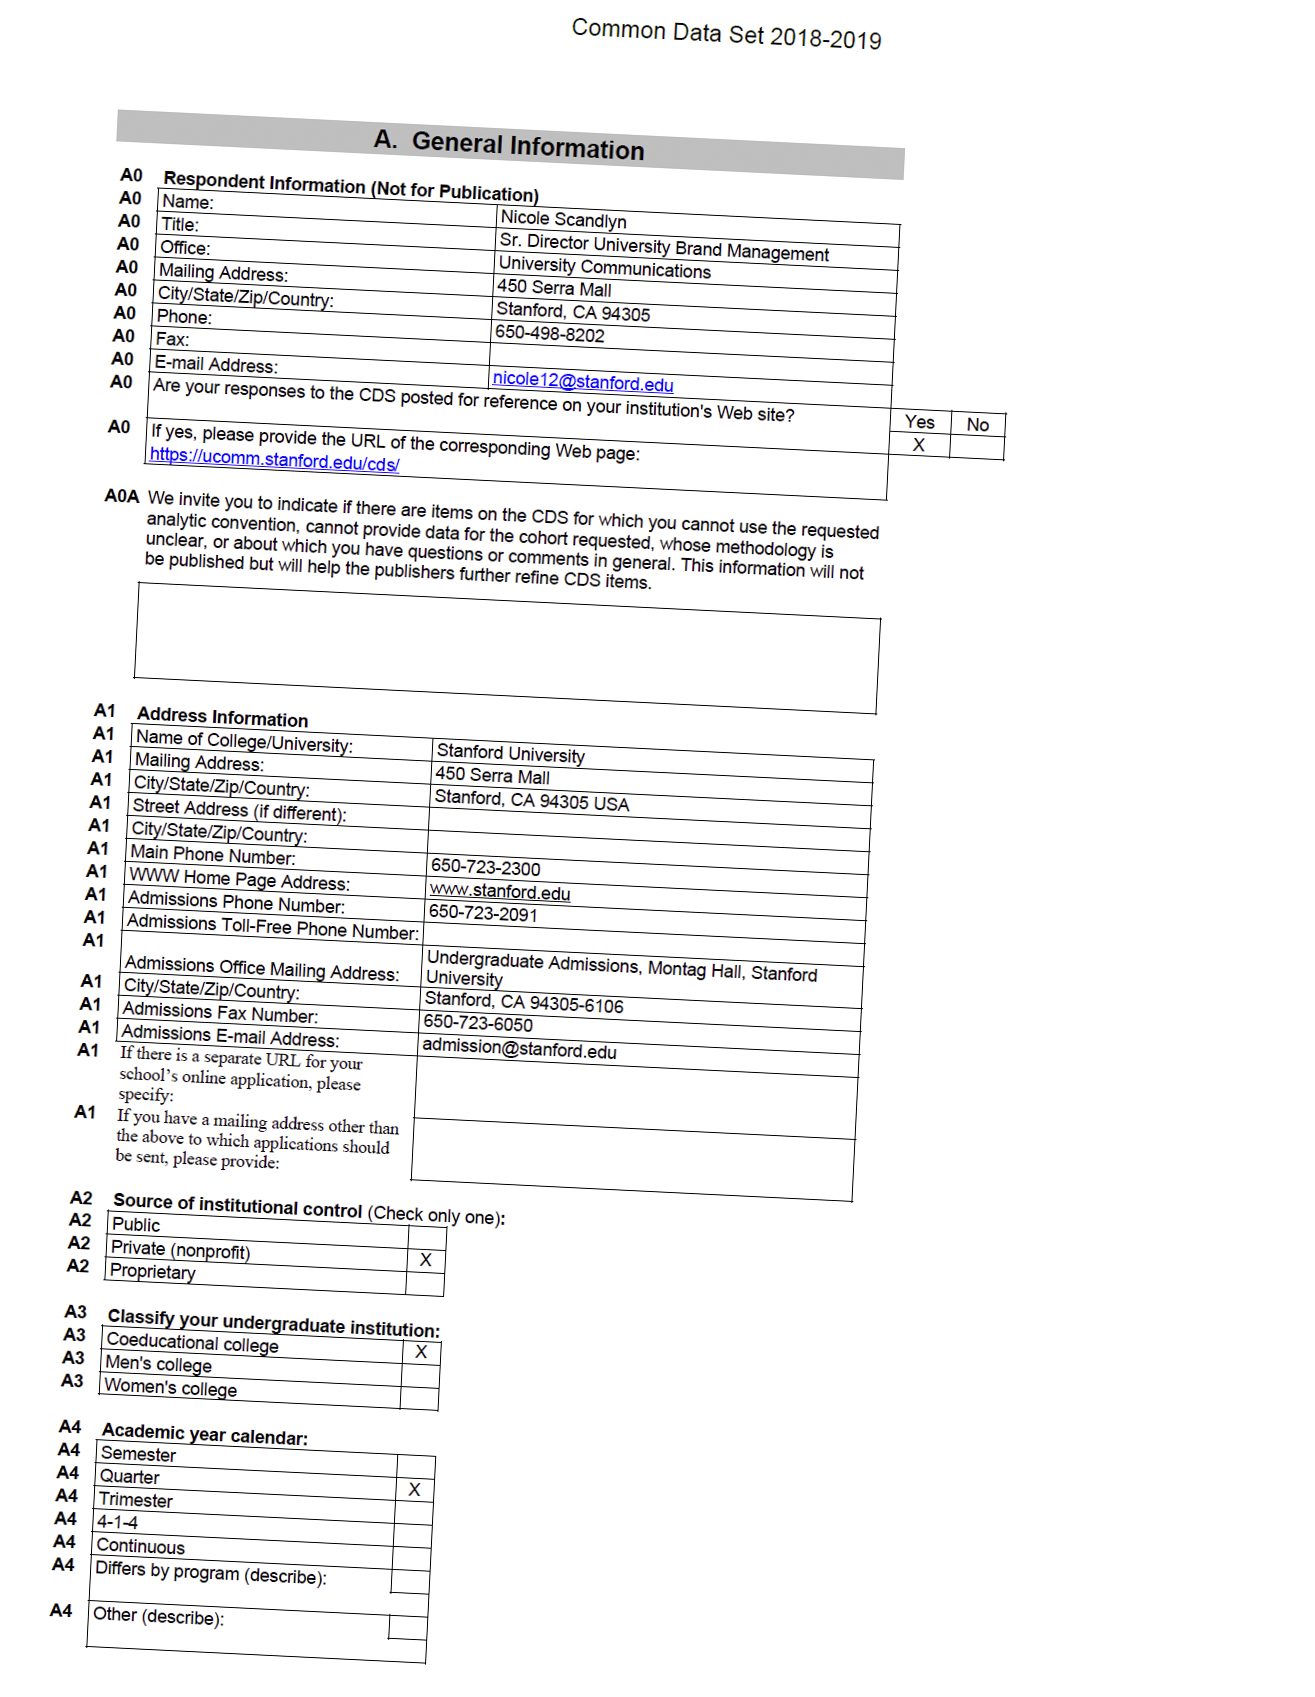 Common Data Set 2018-2019
A. General Information
A0 Respondent Information (Not for Publication)
A0 Name: Nicole Scandlyn
A0 Title: Sr. Director University Brand Management
A0 Office: University Communications
A0 Mailing Address: 450 Serra Mall
A0 City/State/Zip/Country: Stanford, CA 94305
A0 Phone: 650-498-8202
A0 Fax:
A0 E-mail Address: nicole12@stanford.edu
A0 Are your responses to the CDS posted for reference on your institution's Web site? Yes No
X
A0 If yes, please provide the URL of the corresponding Web page:
https://ucomm.stanford.edu/cds/
A0A We invite you to indicate if there are items on the CDS for which you cannot use the requested
analytic convention, cannot provide data for the cohort requested, whose methodology is
unclear, or about which you have questions or comments in general. This information will not
be published but will help the publishers further refine CDS items.
A1 Address Information
A1 Name of College/University: Stanford University
A1 Mailing Address: 450 Serra Mall
A1 City/State/Zip/Country: Stanford, CA 94305 USA
A1 Street Address (if different):
A1 City/State/Zip/Country:
A1 Main Phone Number: 650-723-2300
A1 WWW Home Page Address: www.stanford.edu
A1 Admissions Phone Number: 650-723-2091
A1 Admissions Toll-Free Phone Number:
A1 Admissions Office Mailing Address: Undergraduate Admissions, Montag Hall, Stanford
University
A1 City/State/Zip/Country: Stanford, CA 94305-6106
A1 Admissions Fax Number: 650-723-6050
A1 Admissions E-mail Address: admission@stanford.edu
A1 If there is a separate URL for your
school’s online application, please
specify:
A1 If you have a mailing address other than
the above to which applications should
be sent, please provide:
A2 Source of institutional control (Check only one):
A2 Public
A2 Private (nonprofit) X
A2 Proprietary
A3 Classify your undergraduate institution:
A3 Coeducational college X
A3 Men's college
A3 Women's college
A4 Academic year calendar:
A4 Semester
A4 Quarter X
A4 Trimester
A4 4-1-4
A4 Continuous
A4 Differs by program (describe):
A4 Other (describe):